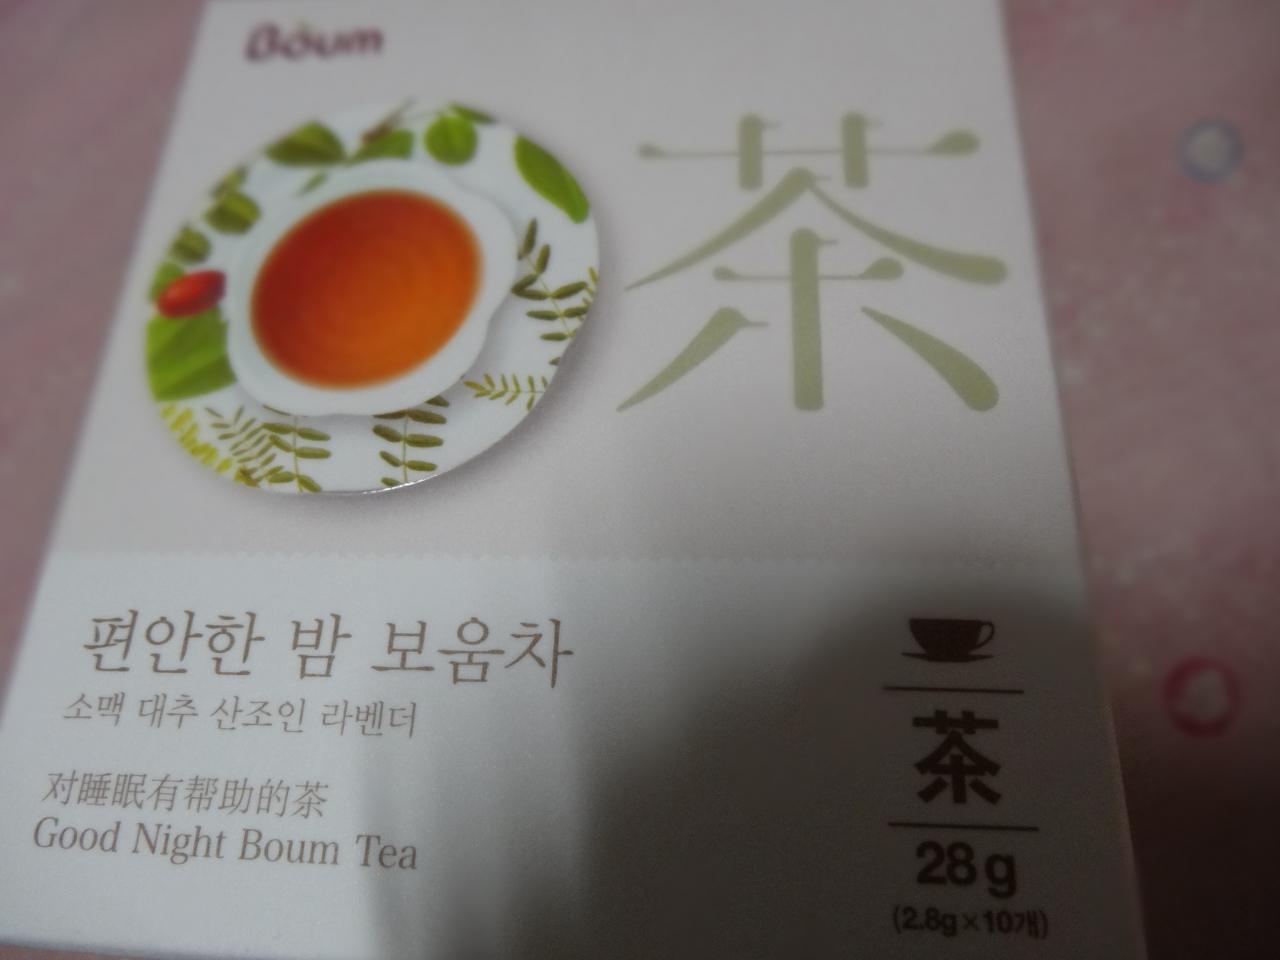 Boum
茶
편안한 밤 보움차
소맥 대추 산조인 라벤더
对睡眠有帮助的茶
Good Night Boum Tea
茶
28g
(2.8g×10개)